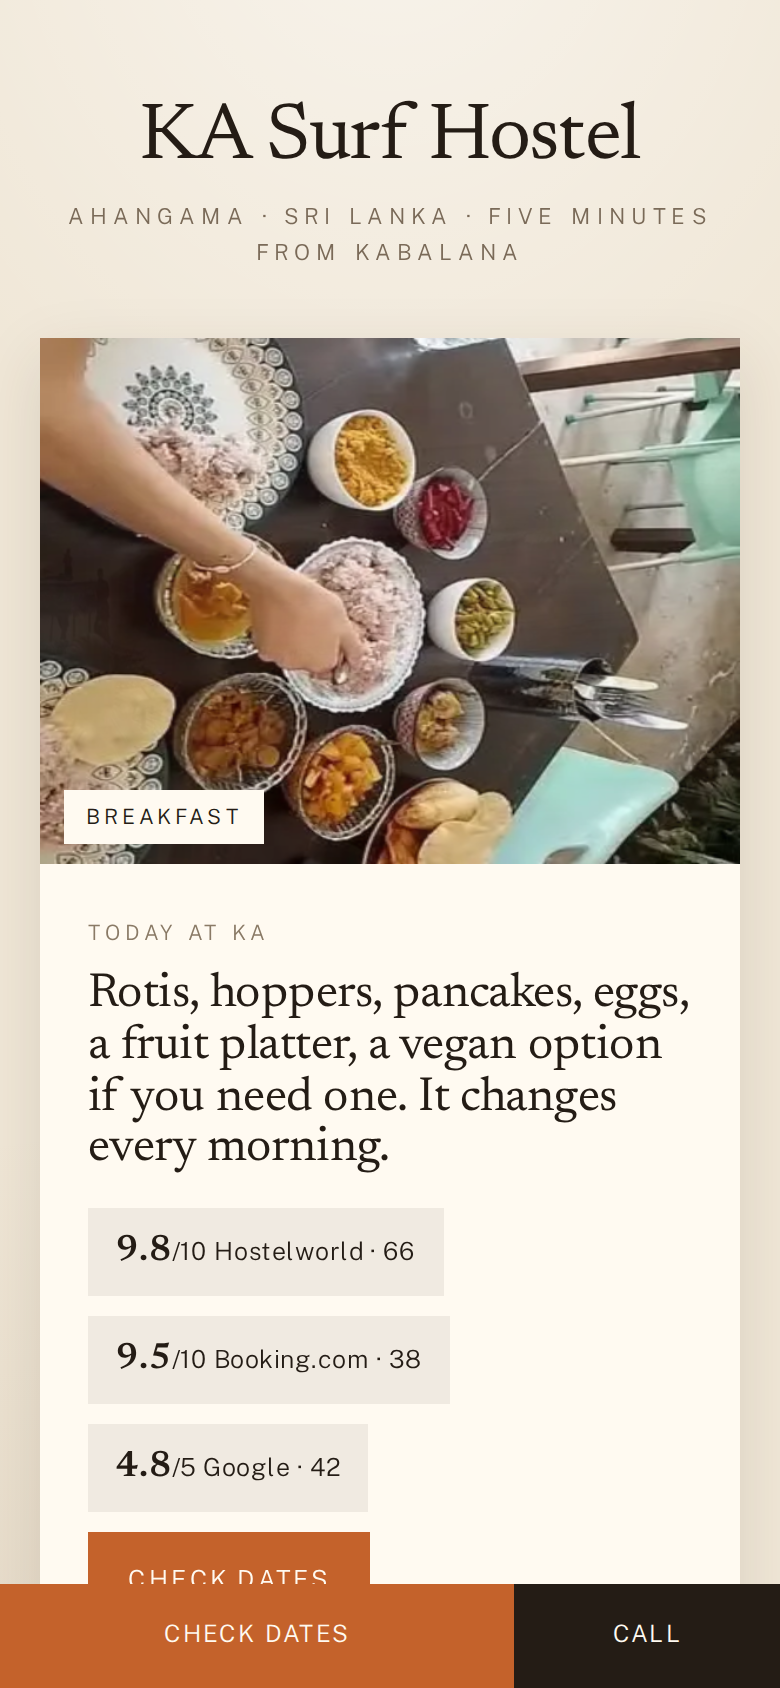 KA Surf Hostel
AHANGAMA · SRI LANKA · FIVE MINUTES
FROM KABALANA
BREAKFAST
TODAY AT KA
Rotis, hoppers, pancakes, eggs,
a fruit platter, a vegan option
if you need one. It changes
every morning.
9.8/10 Hostelworld · 66
9.5/10 Booking.com · 38
4.8/5 Google · 42
CHECK DATES
CHECK DATES
CALL